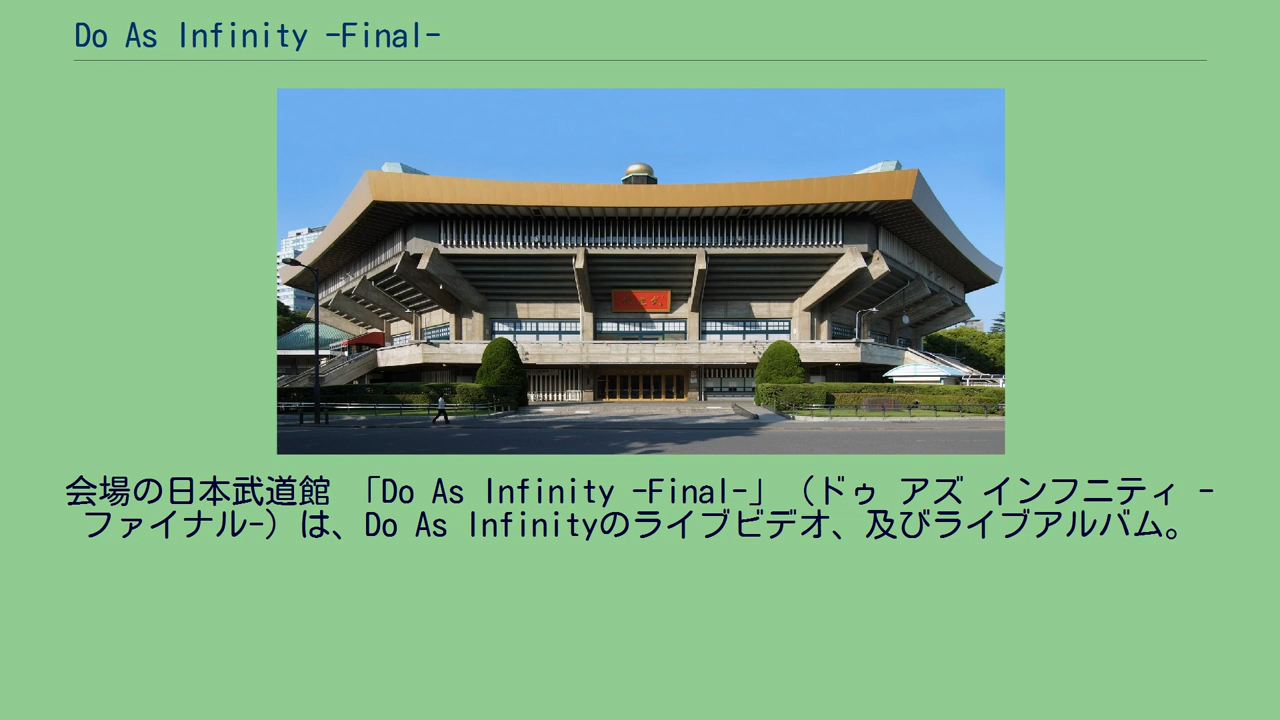 Do As Infinity -Final-
会場の日本武道館 「Do As Infinity -Final-」（ドゥ アズ インフニティ -
ファイナル-）は、Do As Infinityのライブビデオ、及びライブアルバム。